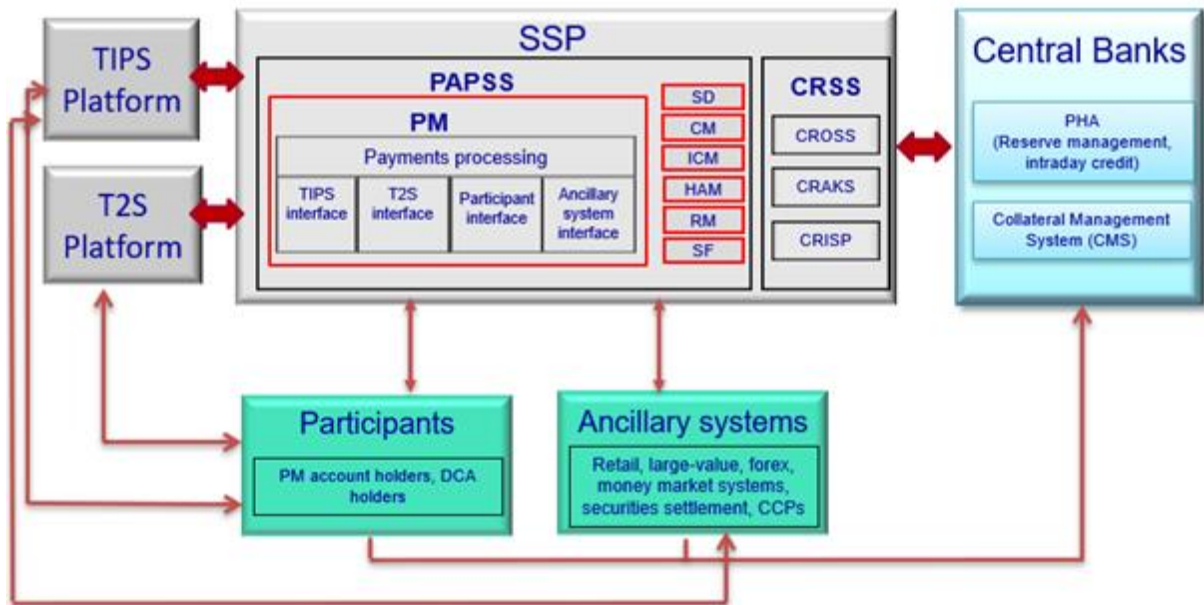 TIPS
Platform
T2S
Platform
SSP
PAPSS
PM
Payments processing
TIPS
interface
T2S
interface
Participant
interface
Ancillary
system
interface
SD
CM
ICM
HAM
RM
SF
CRSS
CROSS
CRAKS
CRISP
Central Banks
PHA
(Reserve management,
intraday credit)
Collateral Management
System (CMS)
Participants
PM account holders, DCA
holders
Ancillary systems
Retail, large-value, forex,
money market systems,
securities settlement, CCPs